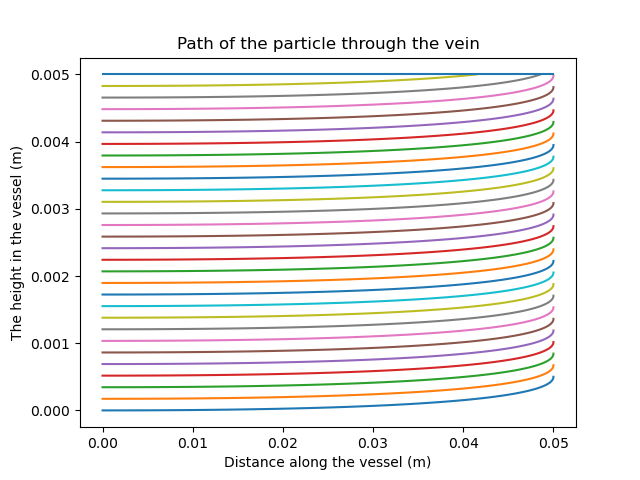 Path of the particle through the vein
0.005
0.004
0.003
0.002
0.001
0.000
The height in the vessel (m)
0.00 0.01 0.02 0.03 0.04 0.05
Distance along the vessel (m)